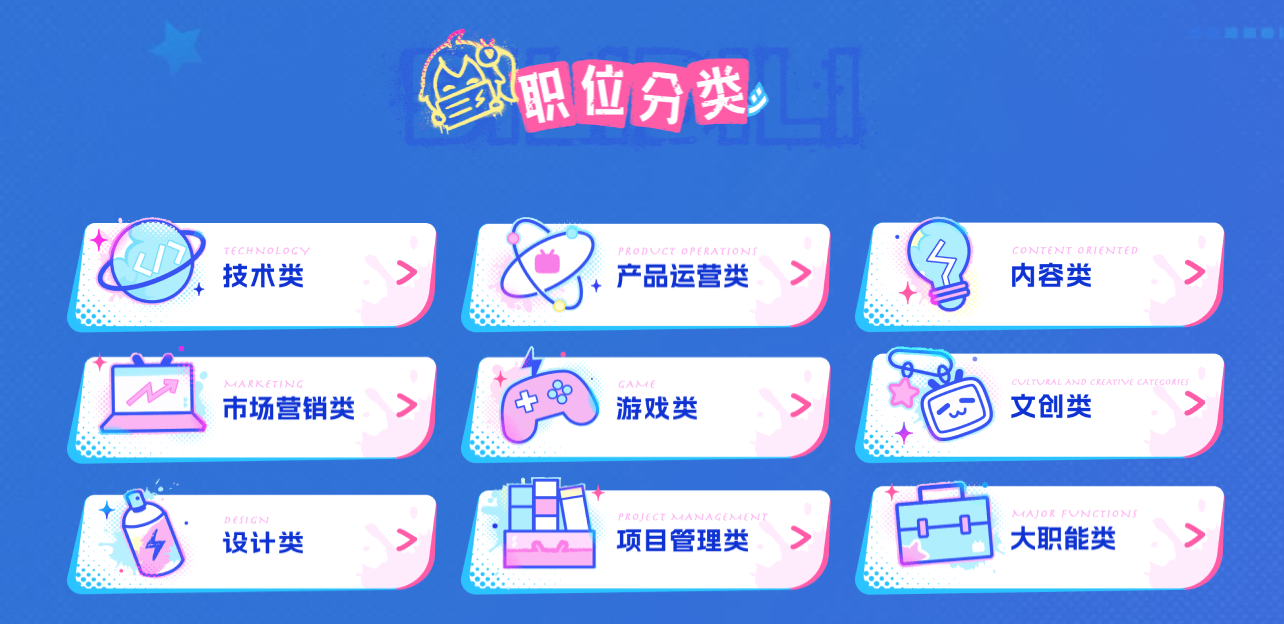 BILIBILI
职位分类
TECHNOLOGY
技术类
PRODUCT OPERATIONS
产品运营类
CONTENT ORIENTED
内容类
MARKETING
市场营销类
GAME
游戏类
CULTURAL AND CREATIVE CATEGORIES
文创类
DESIGN
设计类
PROJECT MANAGEMENT
项目管理类
MAJOR FUNCTIONS
大职能类